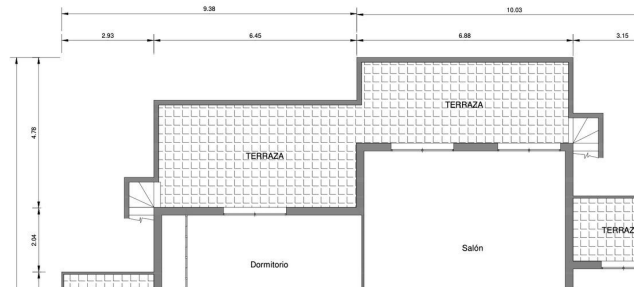 9.38
10.03
2.93
6.45
6.88
3.15
TERRAZA
4.78
TERRAZA
2.04
TERRAZ
Salón
Dormitorio